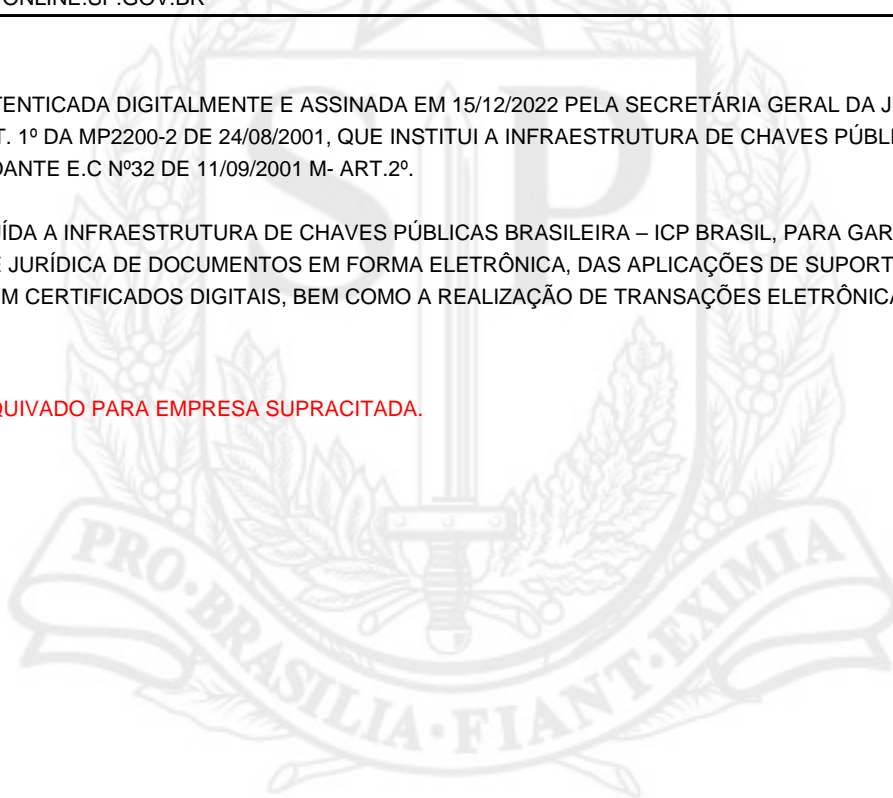 ONLINE.SP.GOV.BR
TENTICADA DIGITALMENTE E ASSINADA EM 15/12/2022 PELA SECRETÁRIA GERAL DA J
T. 1º DA MP2200-2 DE 24/08/2001, QUE INSTITUI A INFRAESTRUTURA DE CHAVES PÚBLI
DANTE E.C Nº32 DE 11/09/2001 M- ART.2º.
ÍDA A INFRAESTRUTURA DE CHAVES PÚBLICAS BRASILEIRA – ICP BRASIL, PARA GAR
E JURÍDICA DE DOCUMENTOS EM FORMA ELETRÔNICA, DAS APLICAÇÕES DE SUPORT
M CERTIFICADOS DIGITAIS, BEM COMO A REALIZAÇÃO DE TRANSAÇÕES ELETRÔNICA
QUIVADO PARA EMPRESA SUPRACITADA.
SP
PRO·BRASILIA·FIANT·EXIMIA